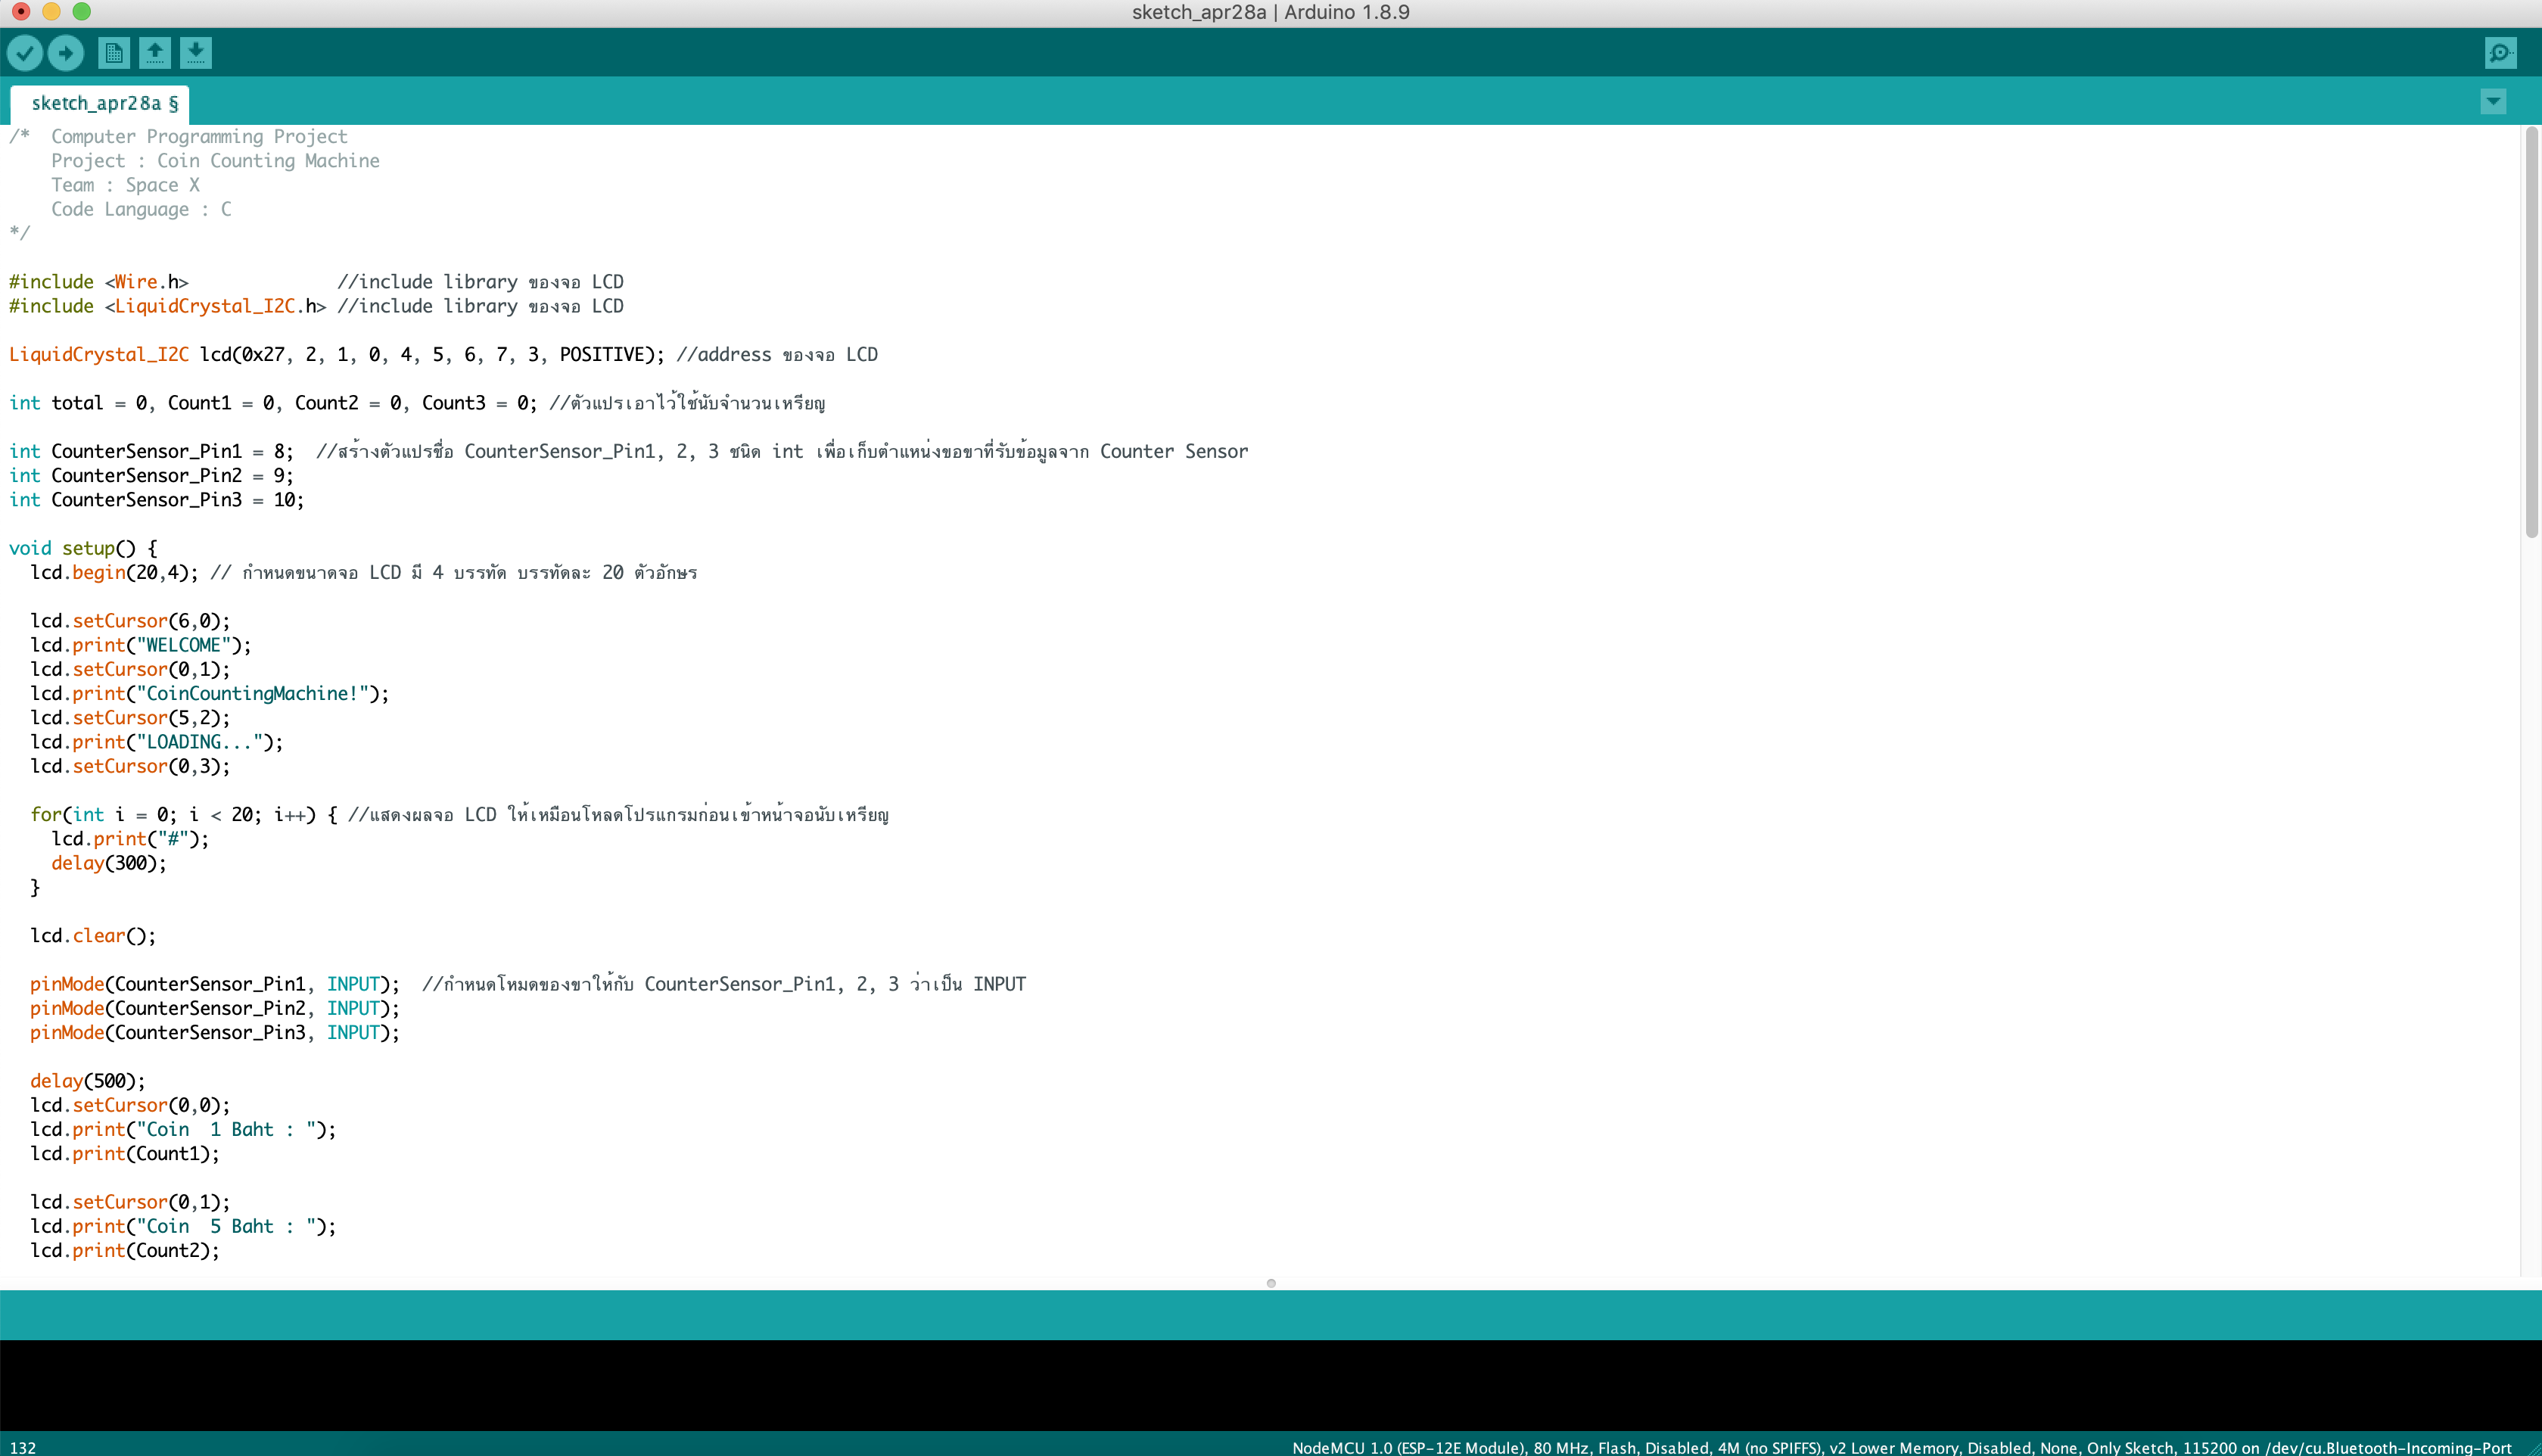 sketch_apr28a | Arduino 1.8.9
sketch_apr28a §
/*  Computer Programming Project
    Project : Coin Counting Machine
    Team : Space X
    Code Language : C
*/
#include <Wire.h>              //include library ของจอ LCD
#include <LiquidCrystal_I2C.h> //include library ของจอ LCD
LiquidCrystal_I2C lcd(0x27, 2, 1, 0, 4, 5, 6, 7, 3, POSITIVE); //address ของจอ LCD
int total = 0, Count1 = 0, Count2 = 0, Count3 = 0; //ตัวแปรเอาไว้ใช้นับจำนวนเหรียญ
int CounterSensor_Pin1 = 8;  //สร้างตัวแปรชื่อ CounterSensor_Pin1, 2, 3 ชนิด int เพื่อเก็บตำแหน่งขอขาที่รับข้อมูลจาก Counter Sensor
int CounterSensor_Pin2 = 9;
int CounterSensor_Pin3 = 10;
void setup() {
  lcd.begin(20,4); // กำหนดขนาดจอ LCD มี 4 บรรทัด บรรทัดละ 20 ตัวอักษร
  lcd.setCursor(6,0);
  lcd.print("WELCOME");
  lcd.setCursor(0,1);
  lcd.print("CoinCountingMachine!");
  lcd.setCursor(5,2);
  lcd.print("LOADING...");
  lcd.setCursor(0,3);
  for(int i = 0; i < 20; i++) { //แสดงผลจอ LCD ให้เหมือนโหลดโปรแกรมก่อนเข้าหน้าจอนับเหรียญ
    lcd.print("#");
    delay(300);
  }
  lcd.clear();
  pinMode(CounterSensor_Pin1, INPUT);  //กำหนดโหมดของขาให้กับ CounterSensor_Pin1, 2, 3 ว่าเป็น INPUT
  pinMode(CounterSensor_Pin2, INPUT);
  pinMode(CounterSensor_Pin3, INPUT);
  delay(500);
  lcd.setCursor(0,0);
  lcd.print("Coin  1 Baht : ");
  lcd.print(Count1);
  lcd.setCursor(0,1);
  lcd.print("Coin  5 Baht : ");
  lcd.print(Count2);
132
NodeMCU 1.0 (ESP-12E Module), 80 MHz, Flash, Disabled, 4M (no SPIFFS), v2 Lower Memory, Disabled, None, Only Sketch, 115200 on /dev/cu.Bluetooth-Incoming-Port